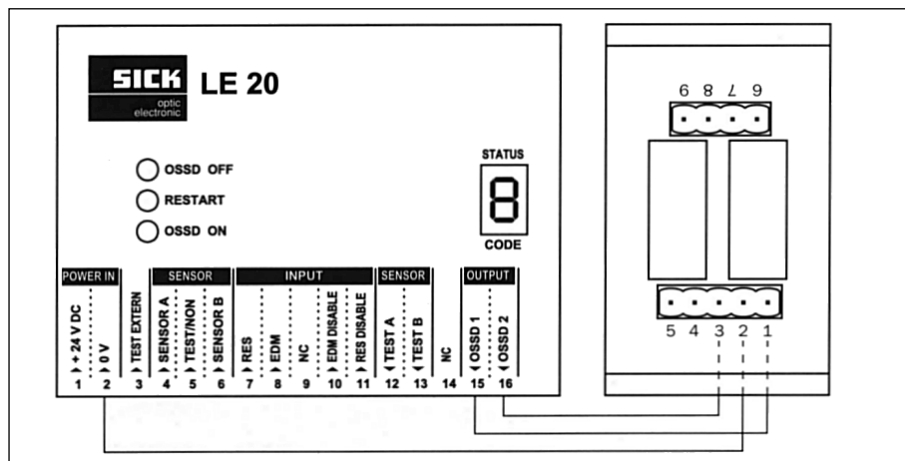 SICK
optic
electronic
LE 20
9 8 7 6
OSSD OFF
RESTART
OSSD ON
STATUS
8
CODE
POWER IN
SENSOR
INPUT
SENSOR
OUTPUT
+ 24 V DC
0 V
TEST EXTERN
SENSOR A
TEST/NON
SENSOR B
RES
EDM
NC
EDM DISABLE
RES DISABLE
TEST A
TEST B
NC
OSSD 1
OSSD 2
1 2 3 4 5 6 7 8 9 10 11 12 13 14 15 16
5 4 3 2 1